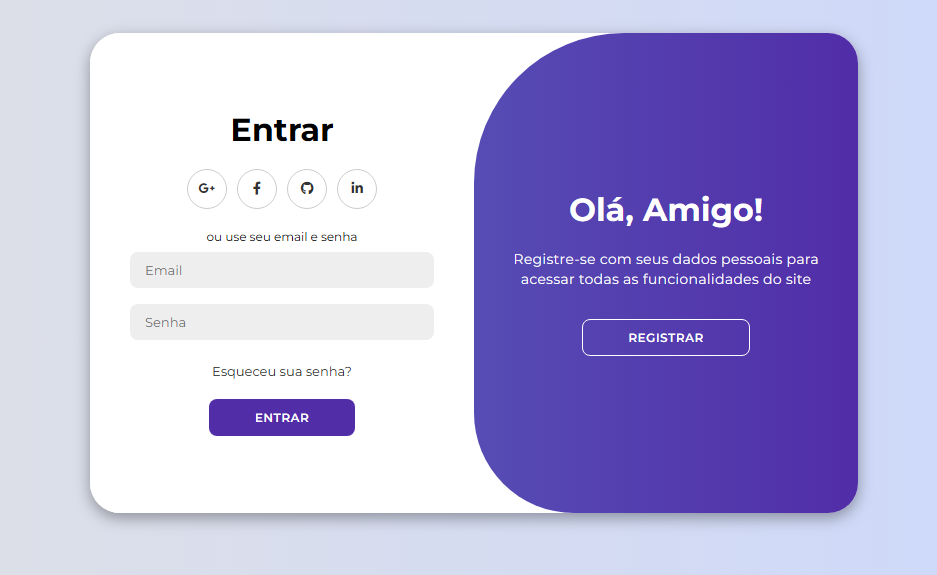 Entrar
G+ f in
ou use seu email e senha
Email
Senha
Esqueceu sua senha?
ENTRAR
Olá, Amigo!
Registre-se com seus dados pessoais para
acessar todas as funcionalidades do site
REGISTRAR